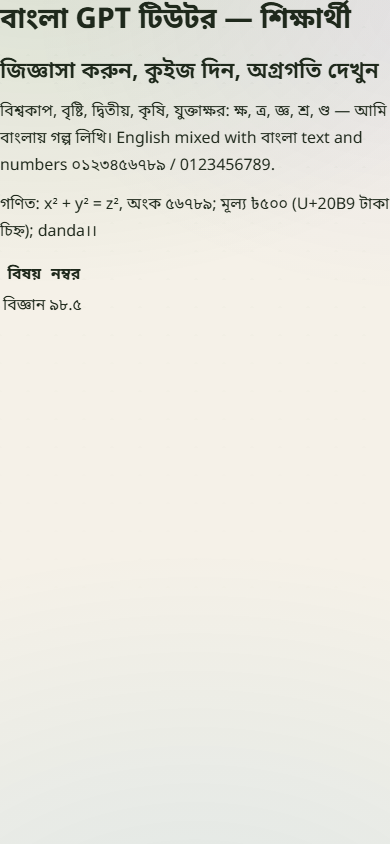 বাংলা GPT টিউটর — শিক্ষার্থী
জিজ্ঞাসা করুন, কুইজ দিন, অগ্রগতি দেখুন
বিশ্বকাপ, বৃষ্টি, দ্বিতীয়, কৃষি, যুক্তাক্ষর: ক্ষ, ত্র, জ্ঞ, শ্র, ণ্ড — আমি
বাংলায় গল্প লিখি। English mixed with বাংলা text and
numbers ০১২৩৪৫৬৭৮৯ / 0123456789.
গণিত: x² + y² = z², অংক ৫৬৭৮৯; মূল্য ৳৫০০ (U+20B9 টাকা
চিহ্ন); danda।।
বিষয় নম্বর
বিজ্ঞান ৯৮.৫